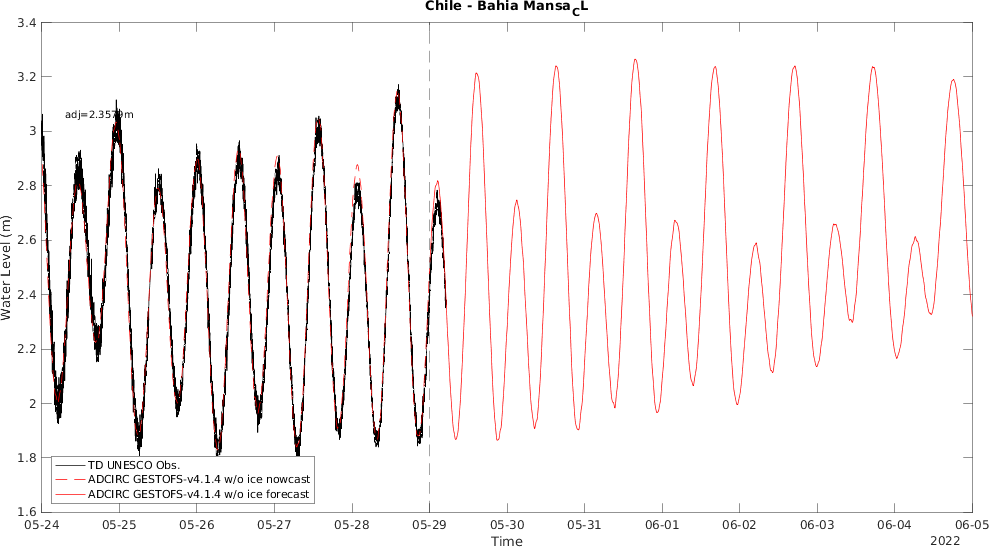 Chile - Bahia Mansa_CL
3.4
3.2
3
2.8
2.6
2.4
2.2
2
1.8
1.6
Water Level (m)
adj=2.3579m
TD UNESCO Obs.
ADCIRC GESTOFS-v4.1.4 w/o ice nowcast
ADCIRC GESTOFS-v4.1.4 w/o ice forecast
05-24 05-25 05-26 05-27 05-28 05-29 05-30 05-31 06-01 06-02 06-03 06-04 06-05
Time
2022